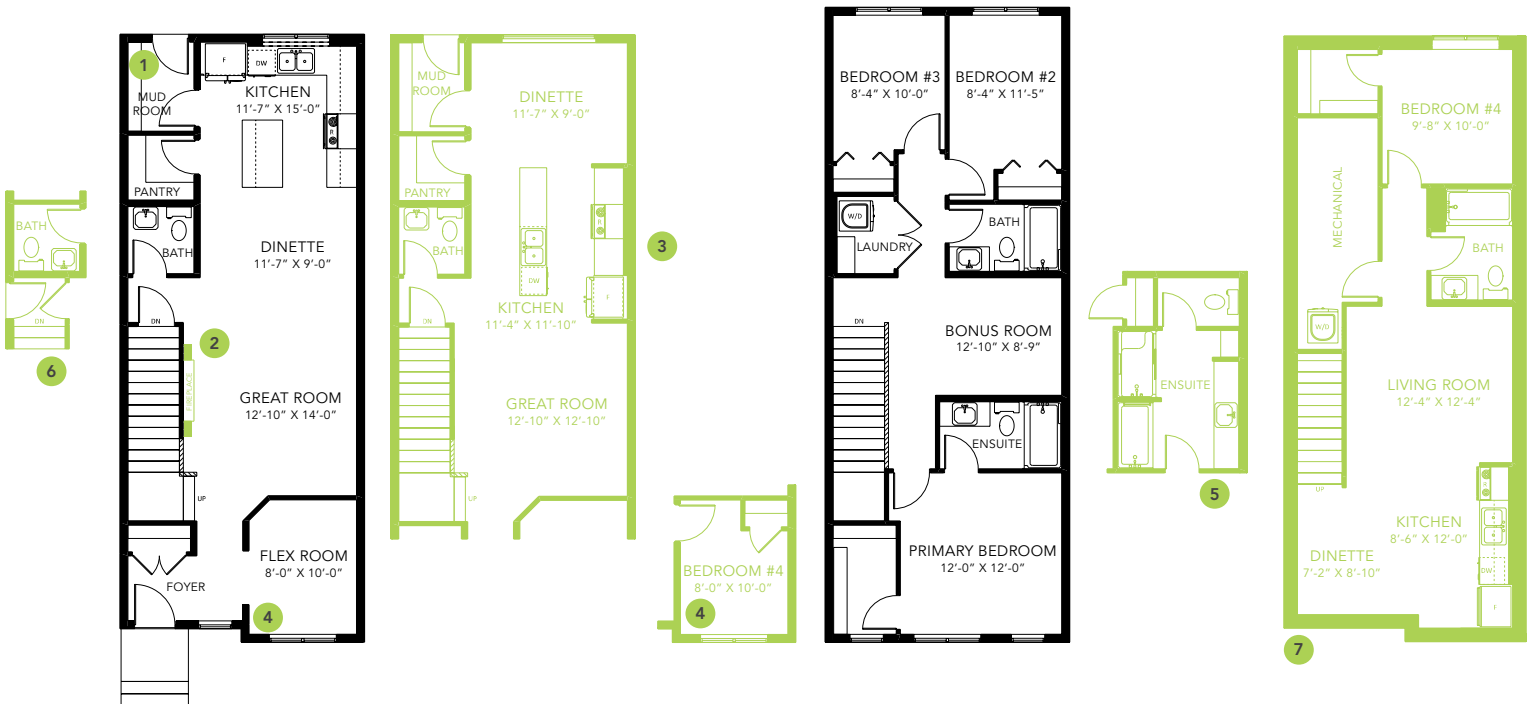 BATH
DN
6
1
MUD
ROOM
F
DW
KITCHEN
11'-7" X 15'-0"
R
PANTRY
BATH
DINETTE
11'-7" X 9'-0"
DN
2
FIREPLACE
GREAT ROOM
12'-10" X 14'-0"
UP
FLEX ROOM
8'-0" X 10'-0"
FOYER
4
MUD
ROOM
DINETTE
11'-7" X 9'-0"
PANTRY
R
BATH
DW
F
KITCHEN
11'-4" X 11'-10"
DN
GREAT ROOM
12'-10" X 12'-10"
UP
3
BEDROOM #4
8'-0" X 10'-0"
4
BEDROOM #3
8'-4" X 10'-0"
BEDROOM #2
8'-4" X 11'-5"
W/D
LAUNDRY
BATH
DN
BONUS ROOM
12'-10" X 8'-9"
ENSUITE
PRIMARY BEDROOM
12'-0" X 12'-0"
ENSUITE
5
BEDROOM #4
9'-8" X 10'-0"
MECHANICAL
BATH
W/D
LIVING ROOM
12'-4" X 12'-4"
UP
R
KITCHEN
8'-6" X 12'-0"
DINETTE
7'-2" X 8'-10"
DW
F
7